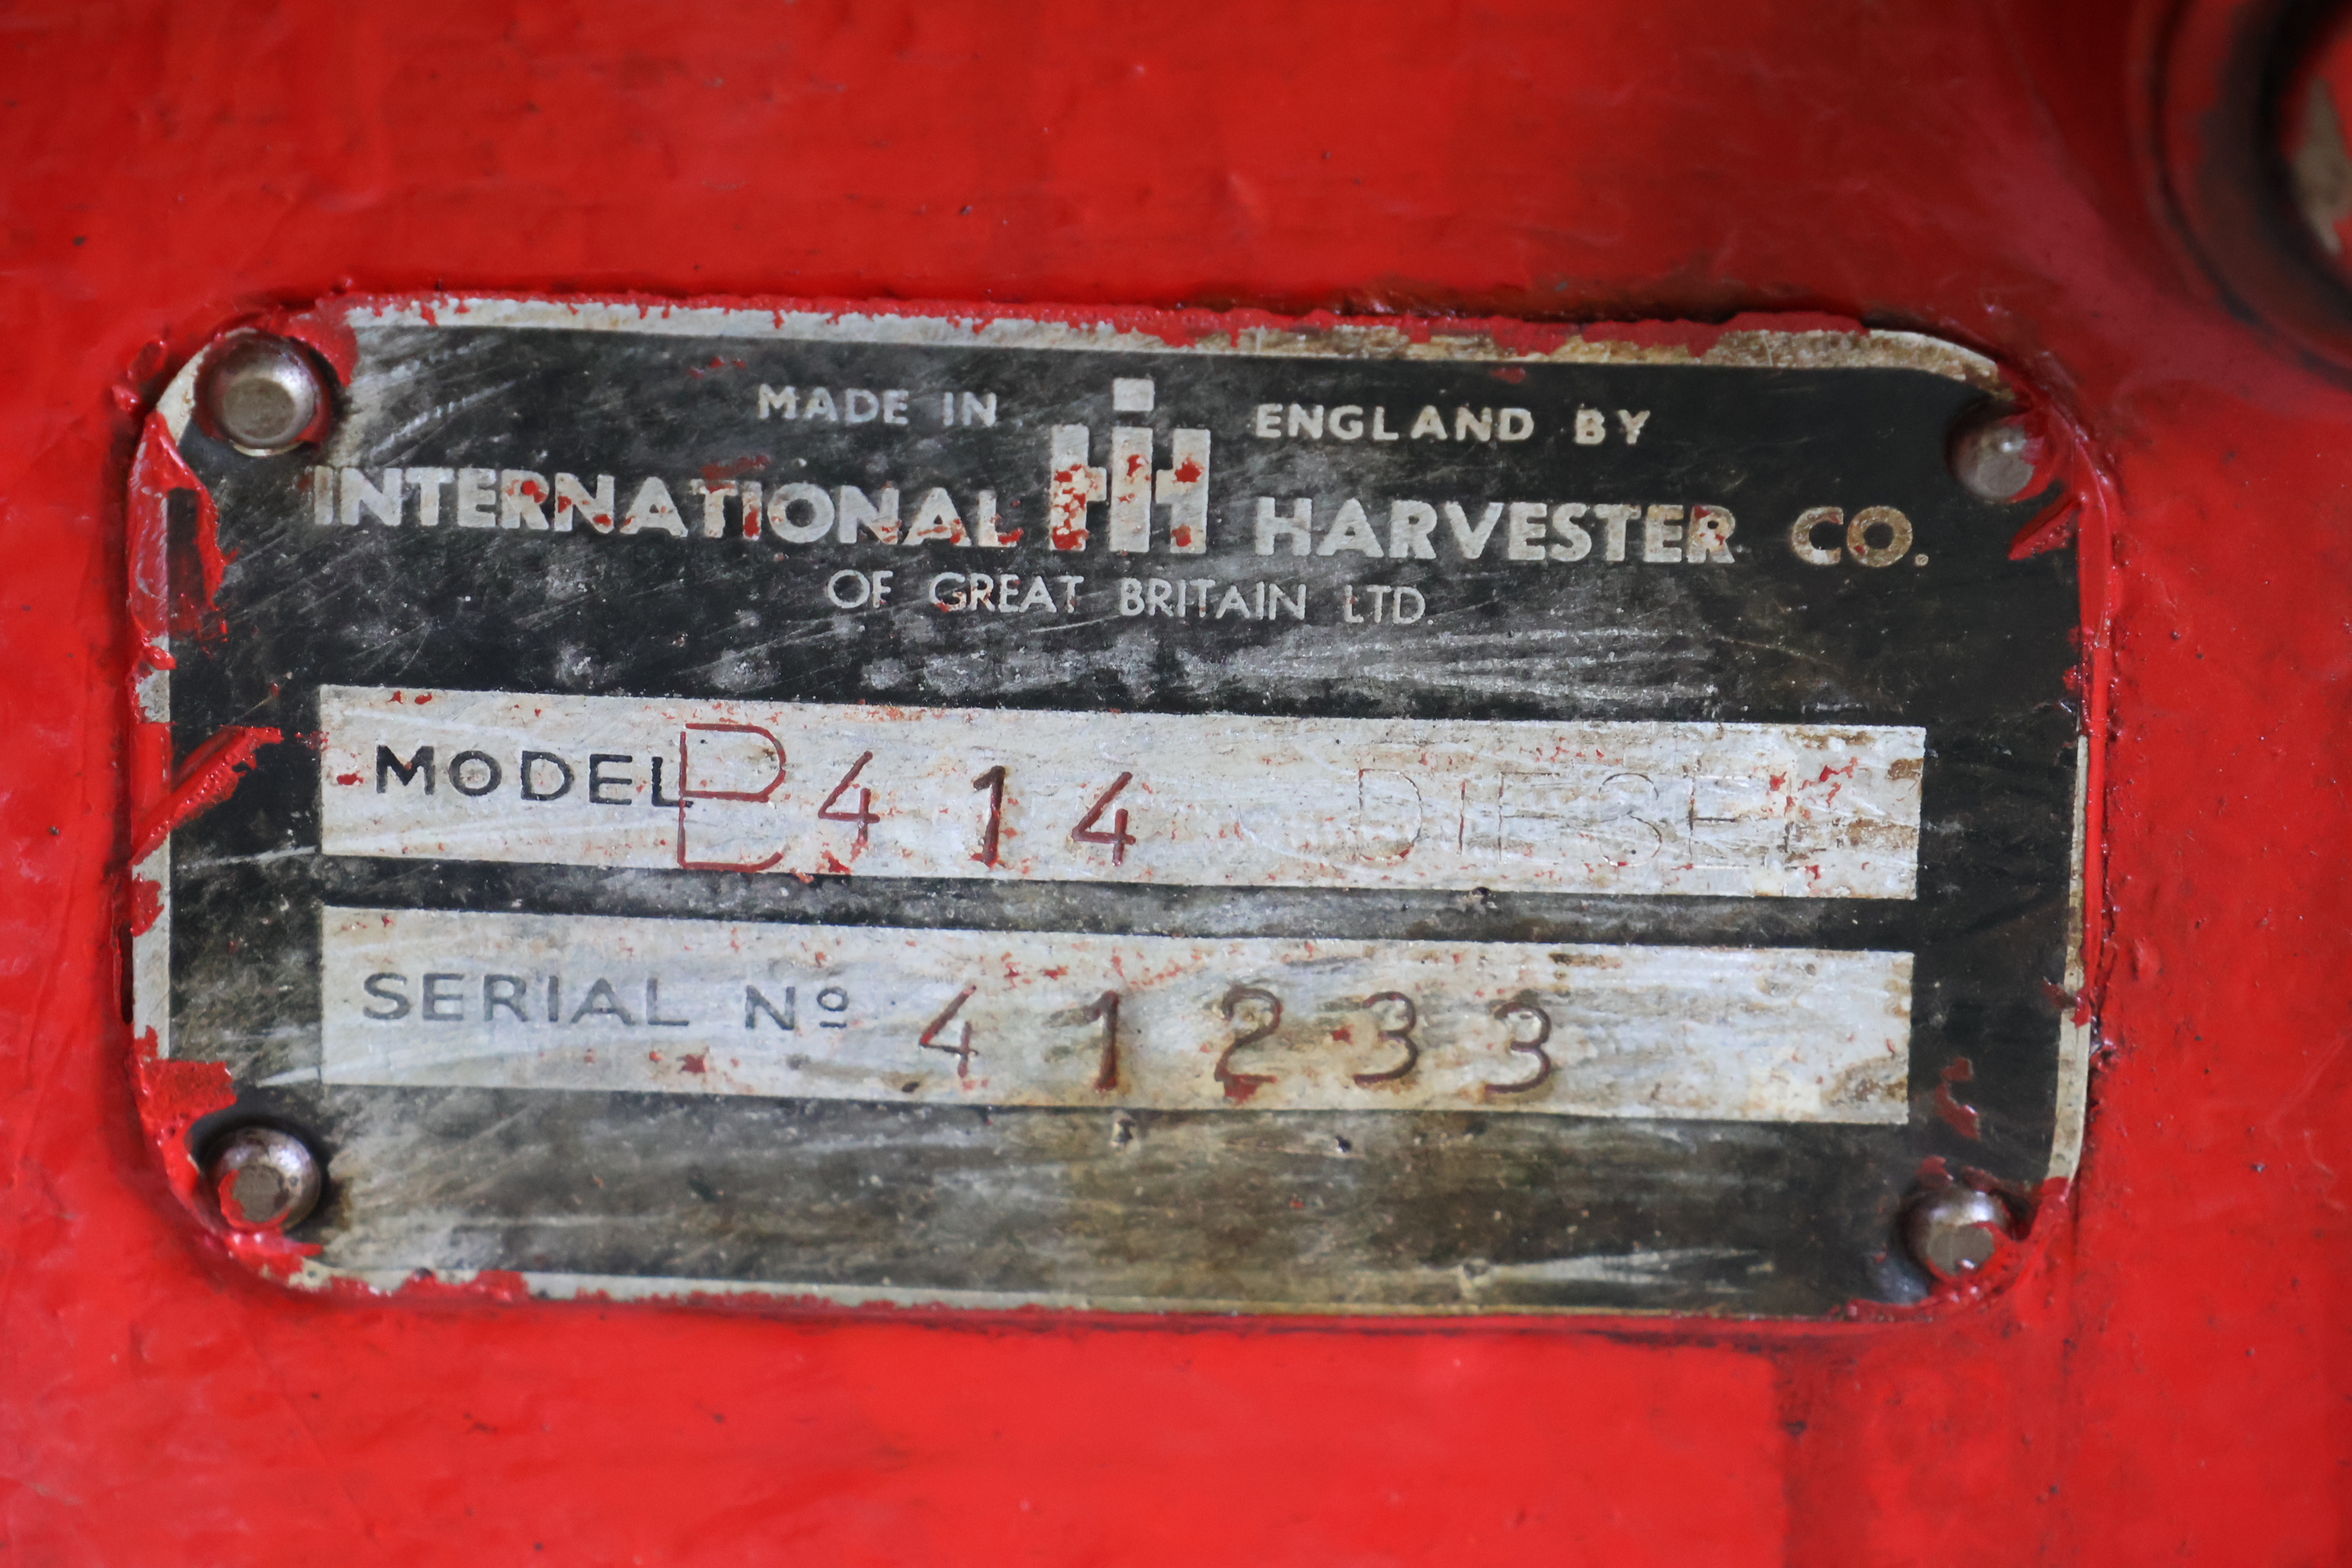 MADE IN IH ENGLAND BY
INTERNATIONAL HARVESTER CO.
OF GREAT BRITAIN LTD.
MODEL B414 DIESEL
SERIAL Nº 41233